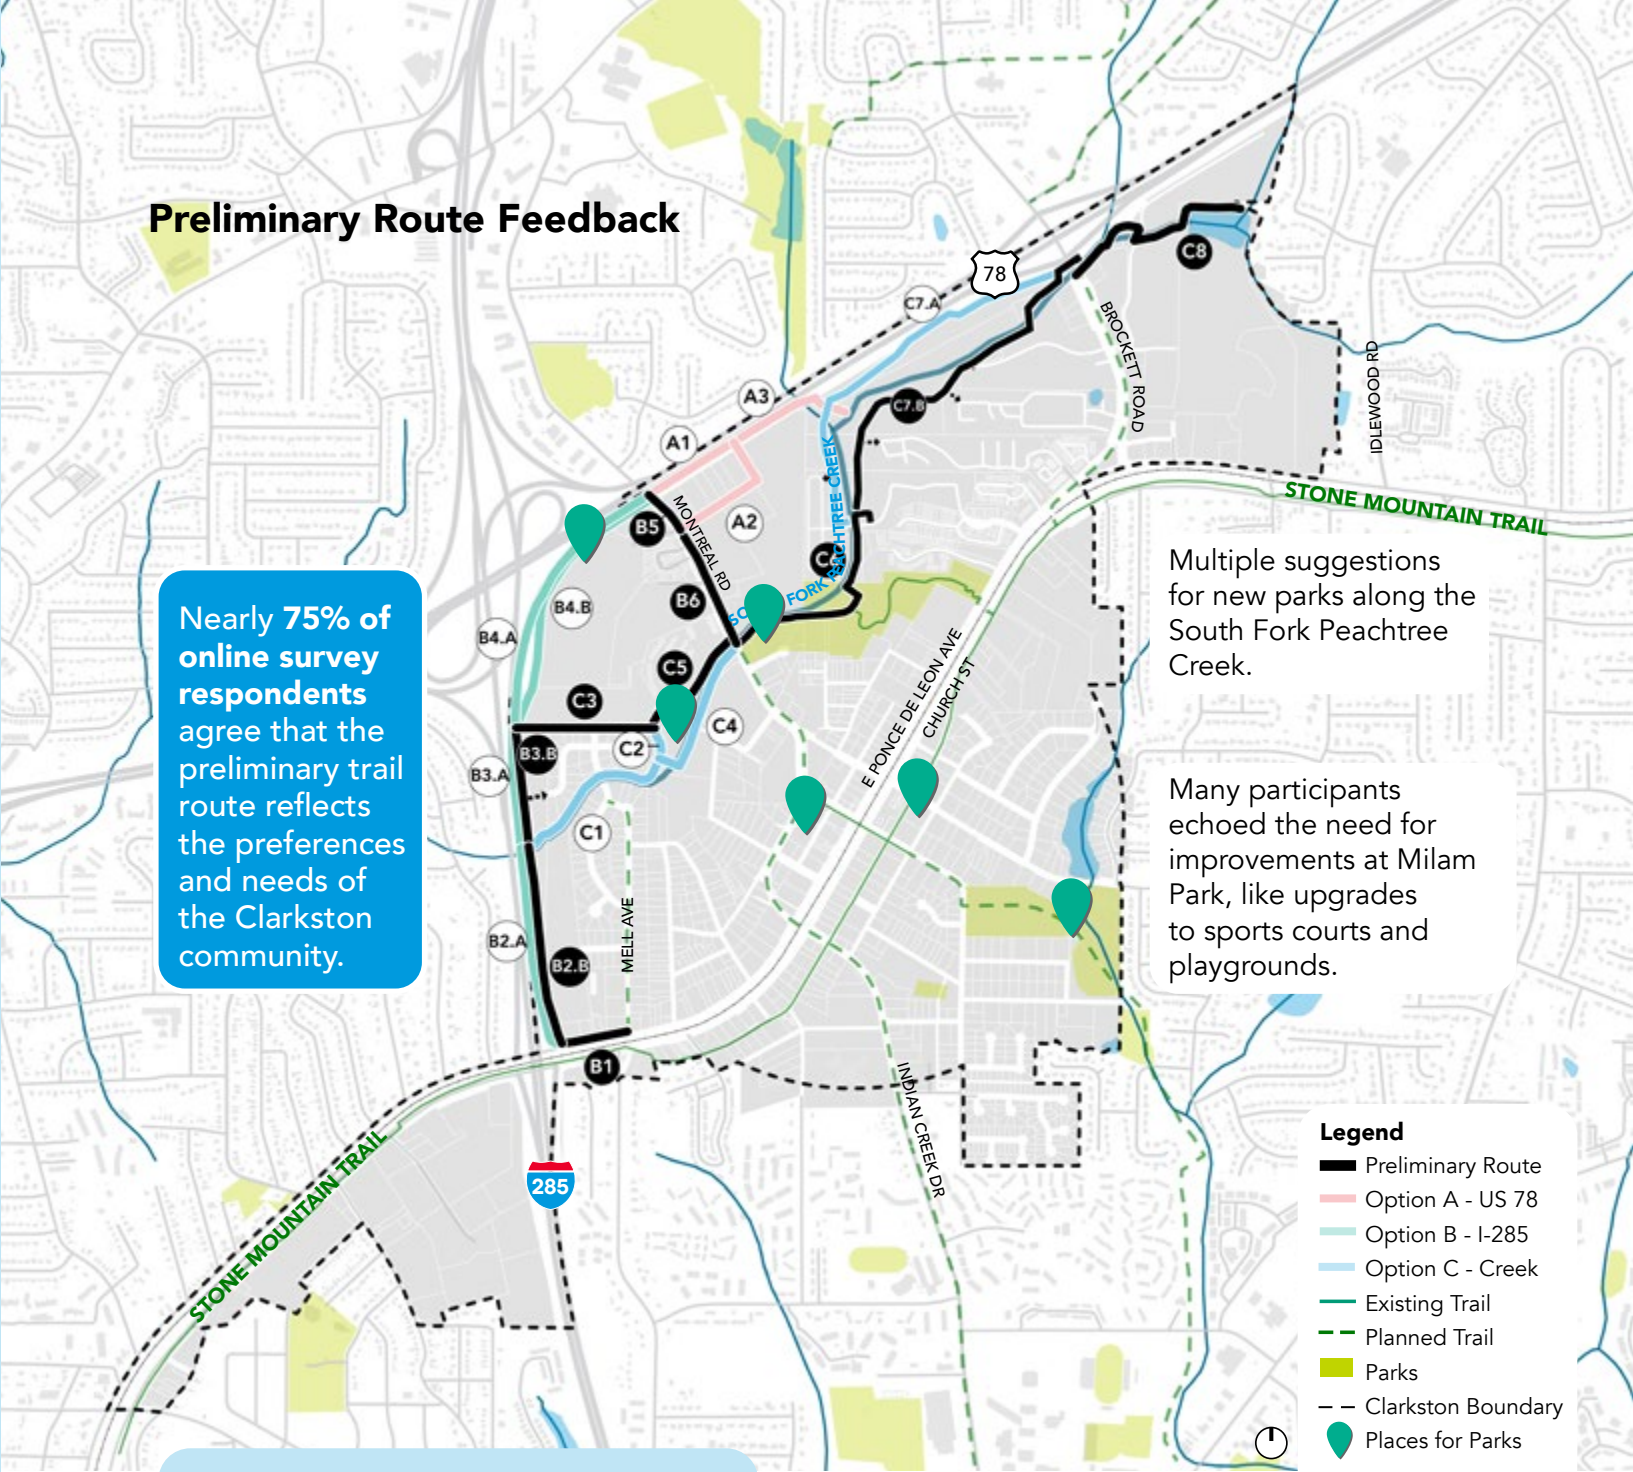 Preliminary Route Feedback
78
C8
C7.A
BROCKETT ROAD
IDLEWOOD RD
A3
C7.B
A1
STONE MOUNTAIN TRAIL
MONTREAL RD
A2
B5
SOUTH FORK PEACHTREE CREEK
B4.B
B6
B4.A
C5
C3
C4
C2
B3.B
B3.A
C1
E PONCE DE LEON AVE
CHURCH ST
B2.A
B2.B
MELL AVE
B1
INDIAN CREEK DR
285
STONE MOUNTAIN TRAIL
Nearly 75% of
online survey
respondents
agree that the
preliminary trail
route reflects
the preferences
and needs of
the Clarkston
community.
Multiple suggestions
for new parks along the
South Fork Peachtree
Creek.
Many participants
echoed the need for
improvements at Milam
Park, like upgrades
to sports courts and
playgrounds.
Legend
Preliminary Route
Option A - US 78
Option B - I-285
Option C - Creek
Existing Trail
Planned Trail
Parks
Clarkston Boundary
Places for Parks